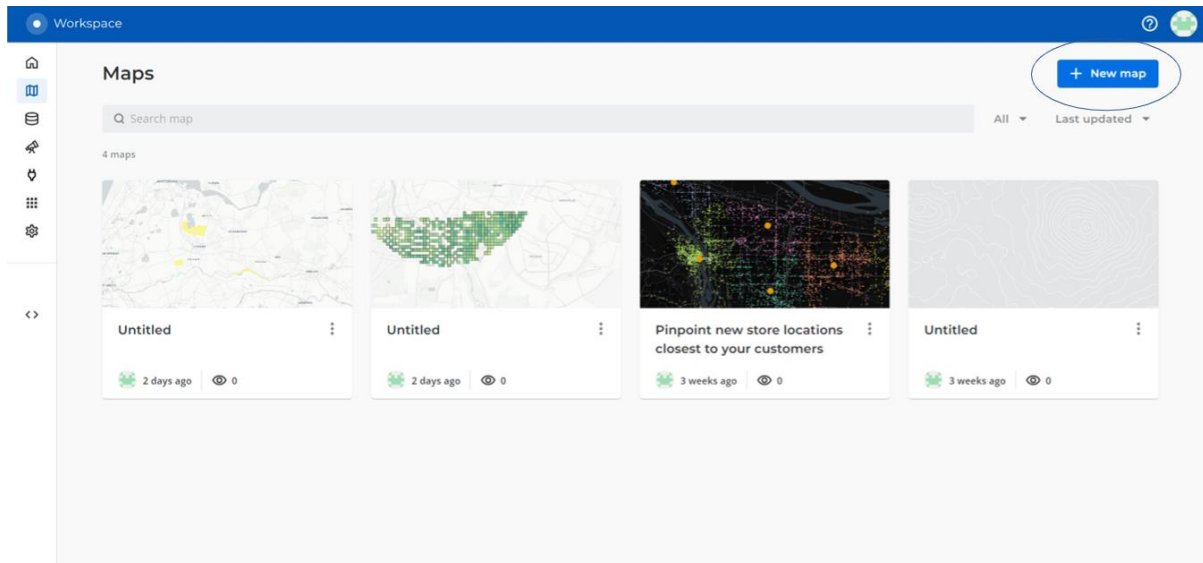 Workspace
Maps
+ New map
Search map
All
Last updated
4 maps
Untitled
2 days ago
0
Untitled
2 days ago
0
Pinpoint new store locations
closest to your customers
3 weeks ago
0
Untitled
3 weeks ago
0